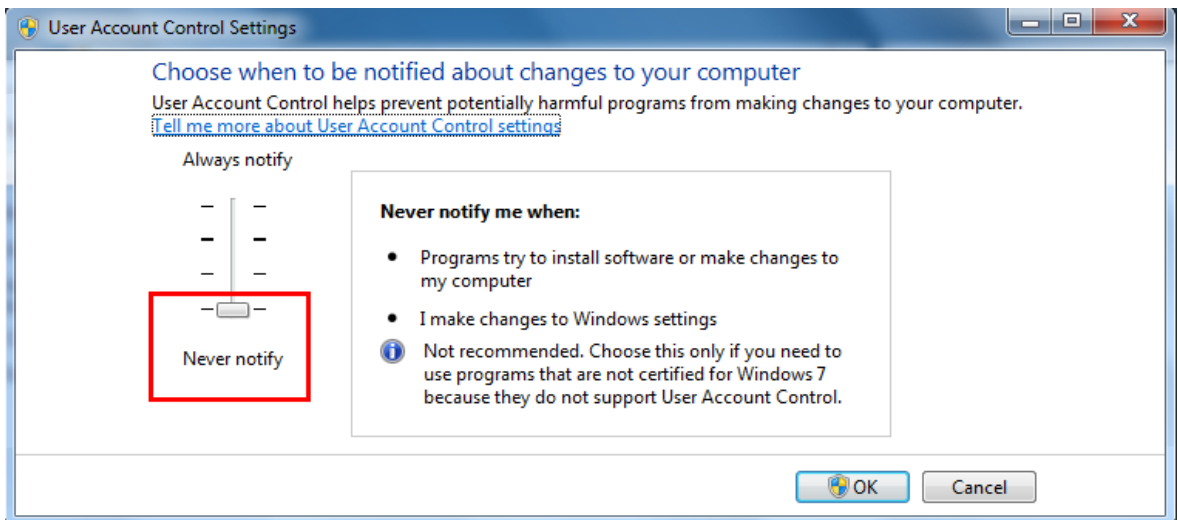 User Account Control Settings
Choose when to be notified about changes to your computer
User Account Control helps prevent potentially harmful programs from making changes to your computer.
Tell me more about User Account Control settings
Always notify
Never notify
Never notify me when:
• Programs try to install software or make changes to
my computer
• I make changes to Windows settings
Not recommended. Choose this only if you need to
use programs that are not certified for Windows 7
because they do not support User Account Control.
OK
Cancel